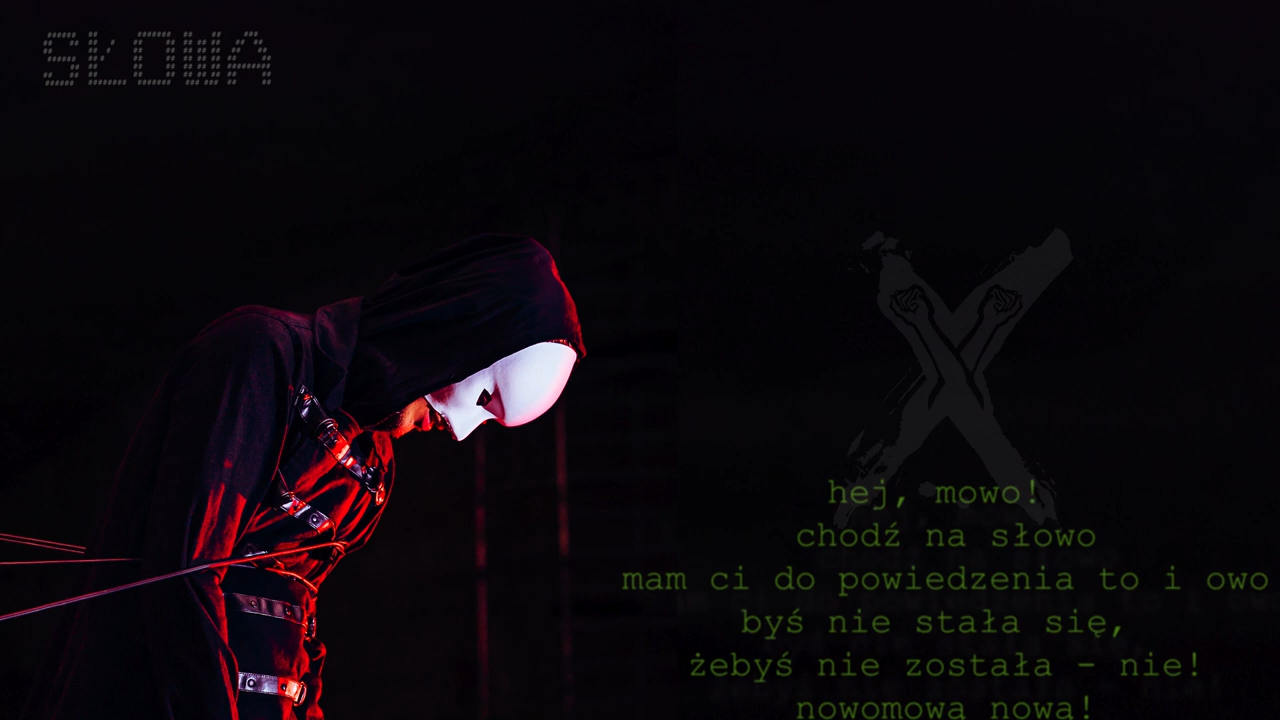 SŁOWA
hej, mowo!
chodź na słowo
mam ci do powiedzenia to i owo
byś nie stała się,
żebyś nie została - nie!
nowomowa nowa!